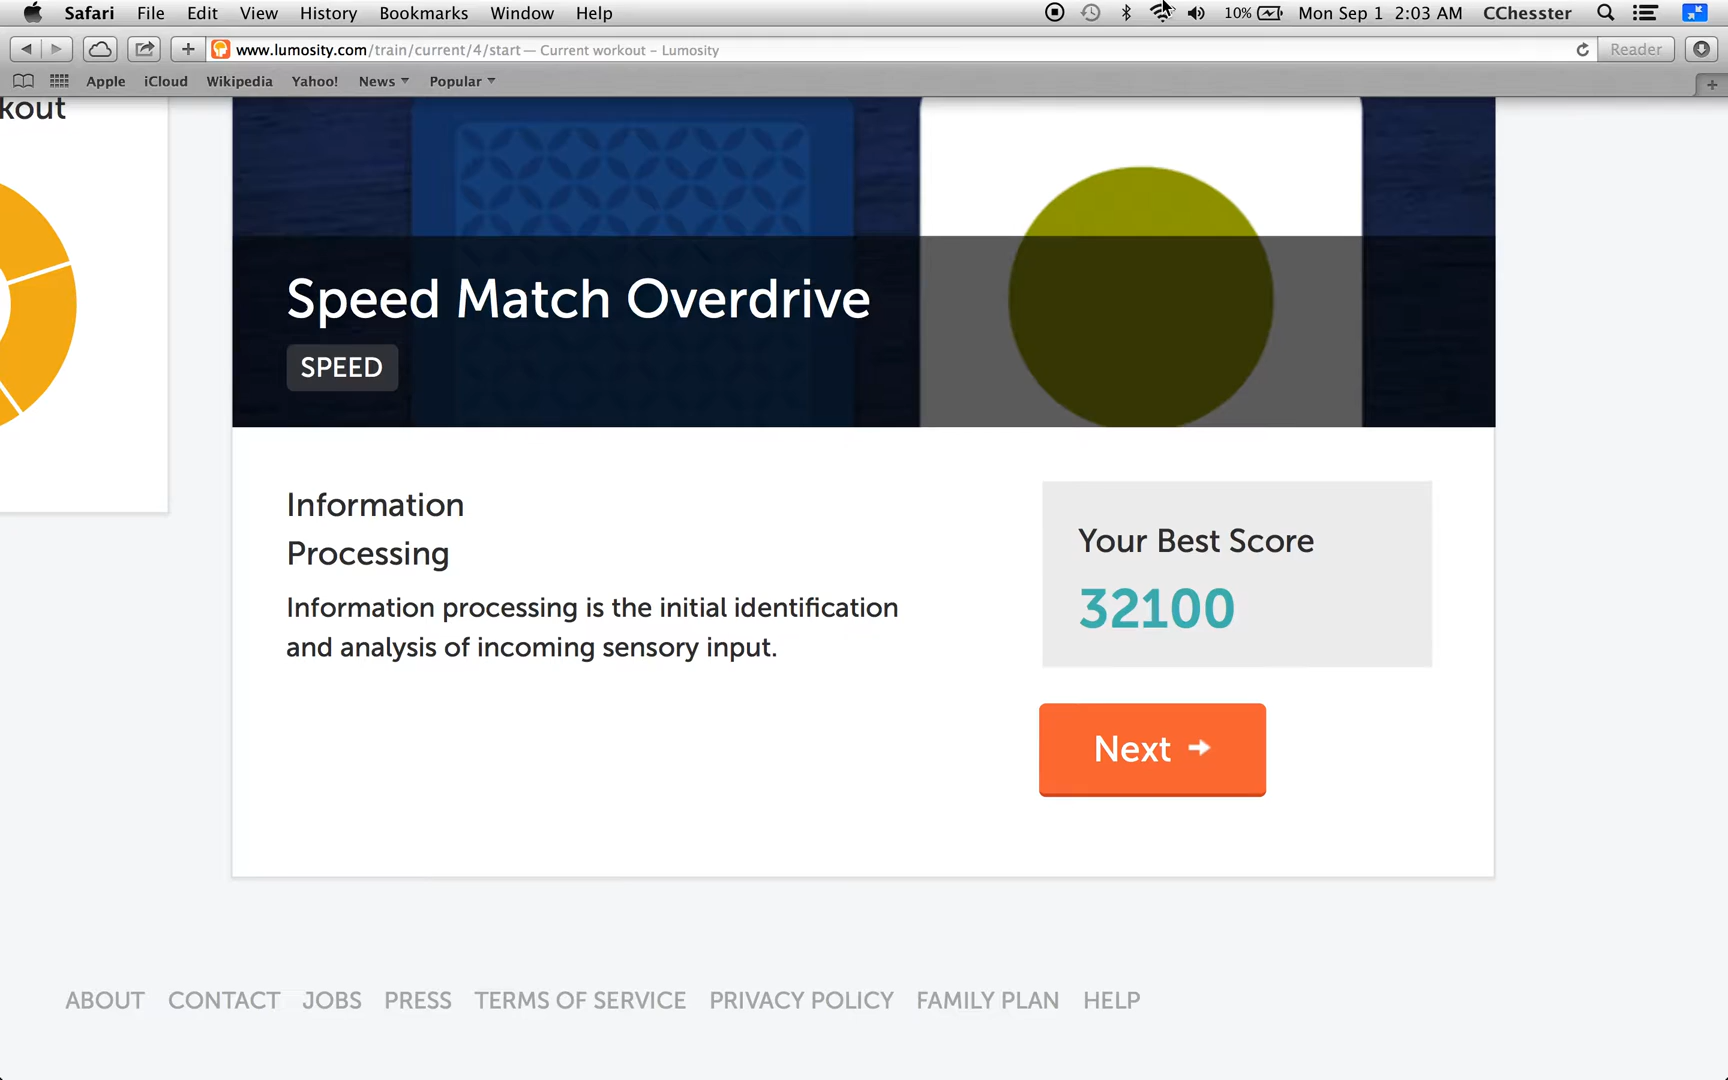 Safari File Edit View History Bookmarks Window Help 10% Mon Sep 1 2:03 AM CChesster
www.lumosity.com/train/current/4/start — Current workout – Lumosity Reader
Apple iCloud Wikipedia Yahoo! News Popular
kout
Speed Match Overdrive
SPEED
Information
Processing
Information processing is the initial identification
and analysis of incoming sensory input.
Your Best Score
32100
Next
ABOUT CONTACT JOBS PRESS TERMS OF SERVICE PRIVACY POLICY FAMILY PLAN HELP